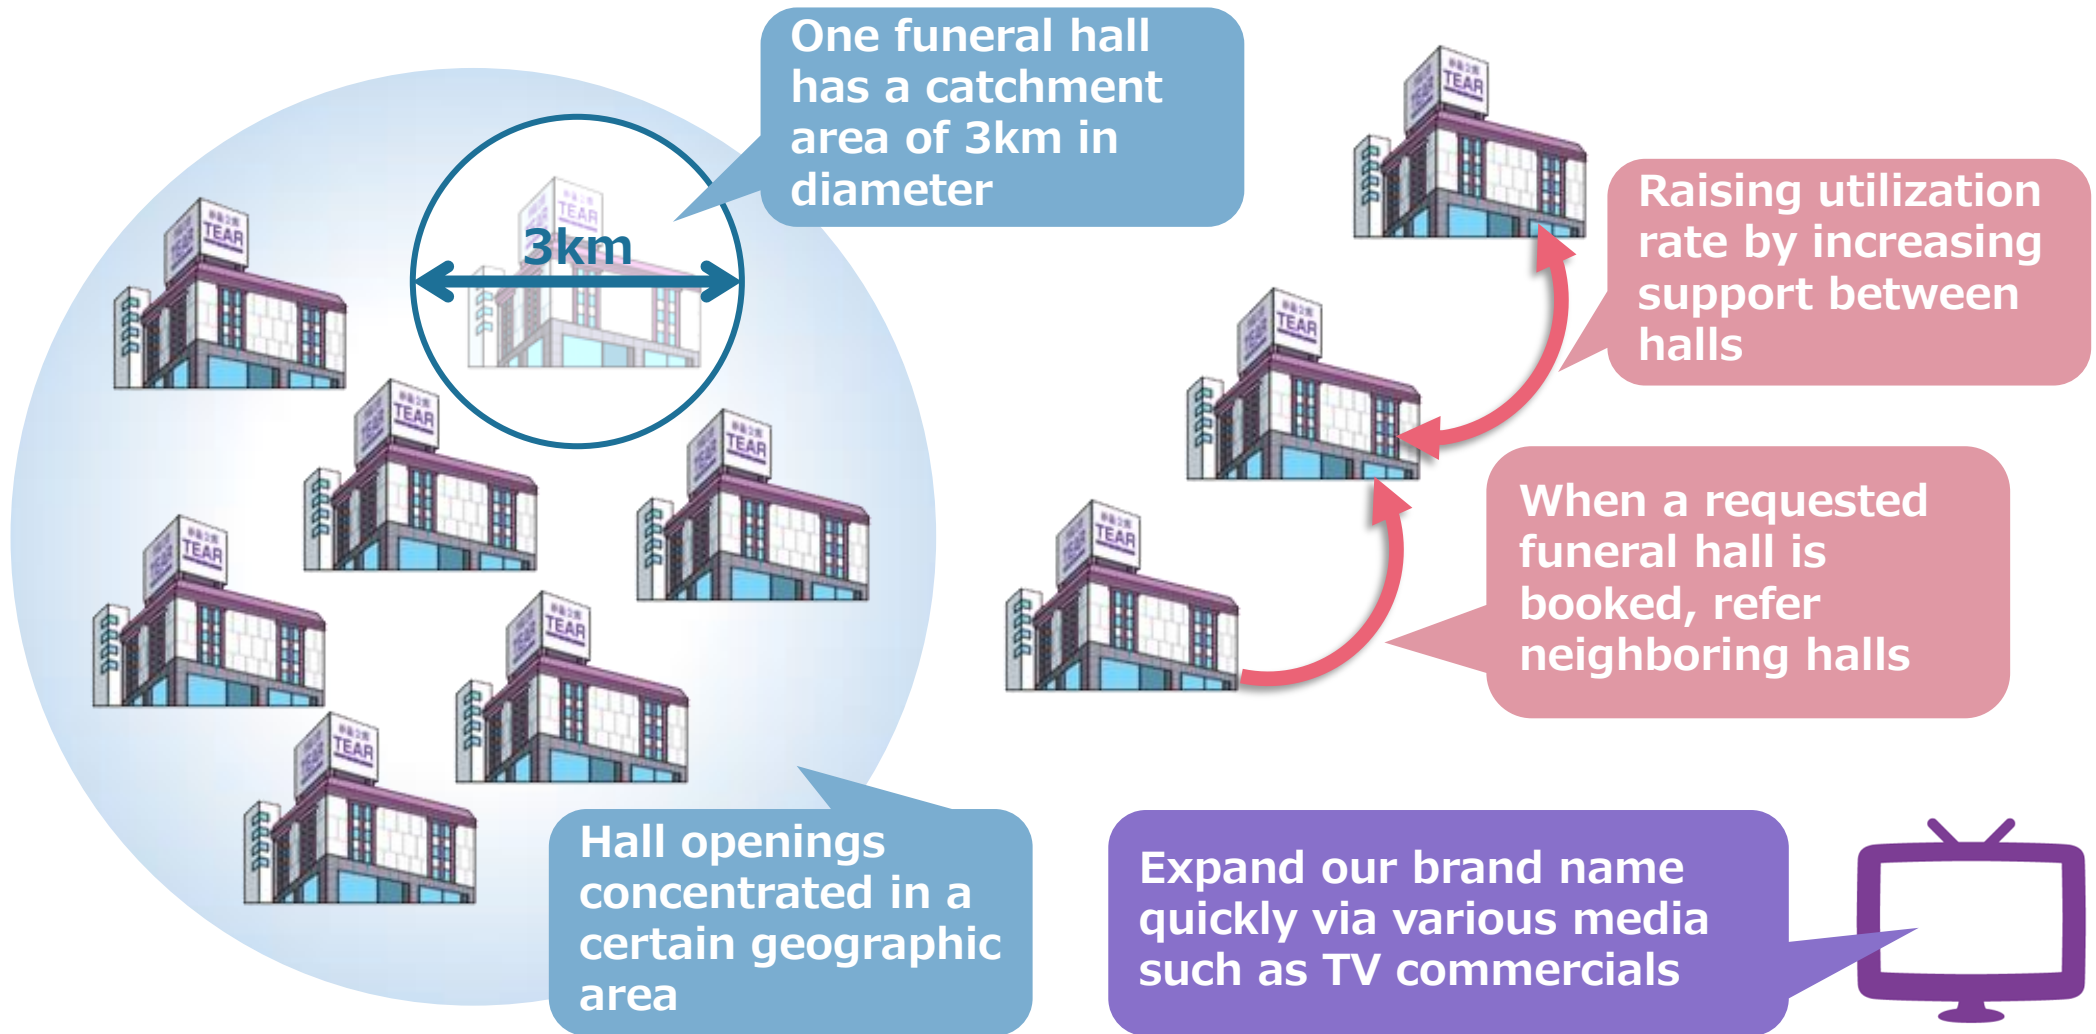 One funeral hall
has a catchment
area of 3km in
diameter
3km
TEAR
TEAR
TEAR
TEAR
TEAR
TEAR
TEAR
Hall openings
concentrated in a
certain geographic
area
TEAR
TEAR
TEAR
Raising utilization
rate by increasing
support between
halls
When a requested
funeral hall is
booked, refer
neighboring halls
Expand our brand name
quickly via various media
such as TV commercials